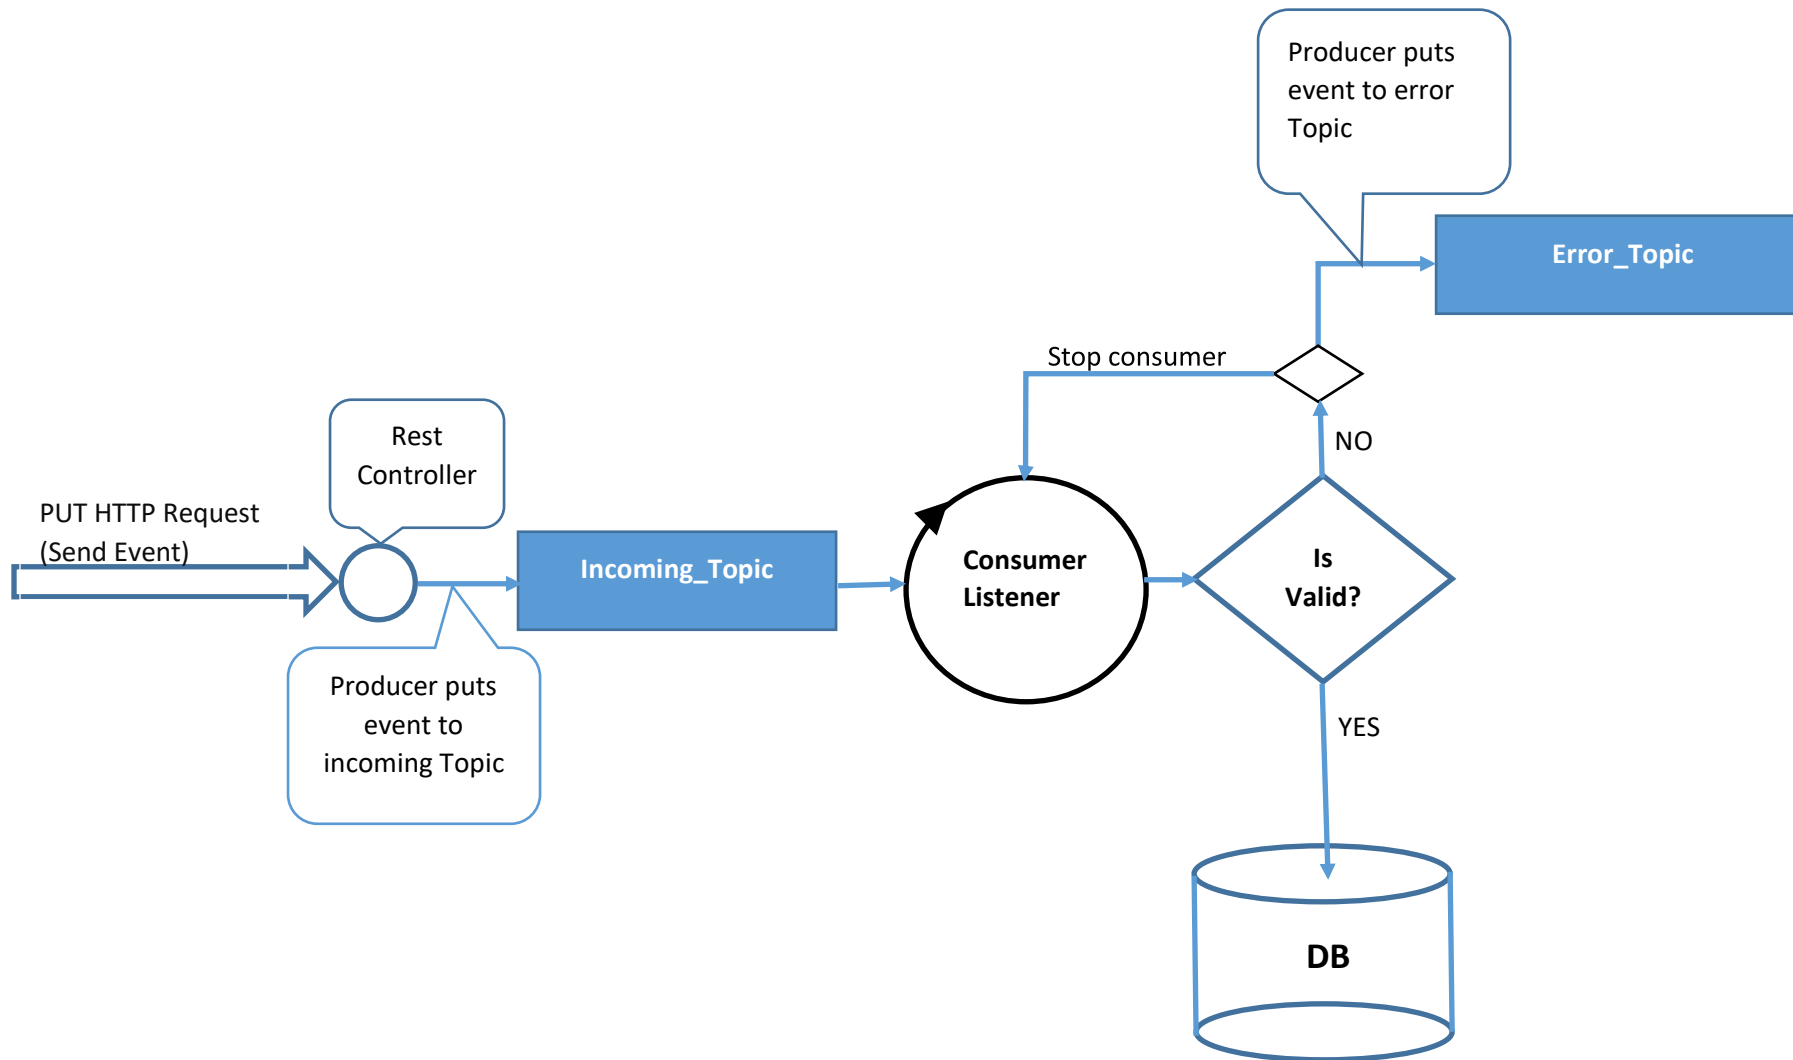 Producer puts
event to error
Topic
Error_Topic
Stop consumer
NO
Rest
Controller
PUT HTTP Request
(Send Event)
Incoming_Topic
Consumer
Listener
Is
Valid?
Producer puts
event to
incoming Topic
YES
DB